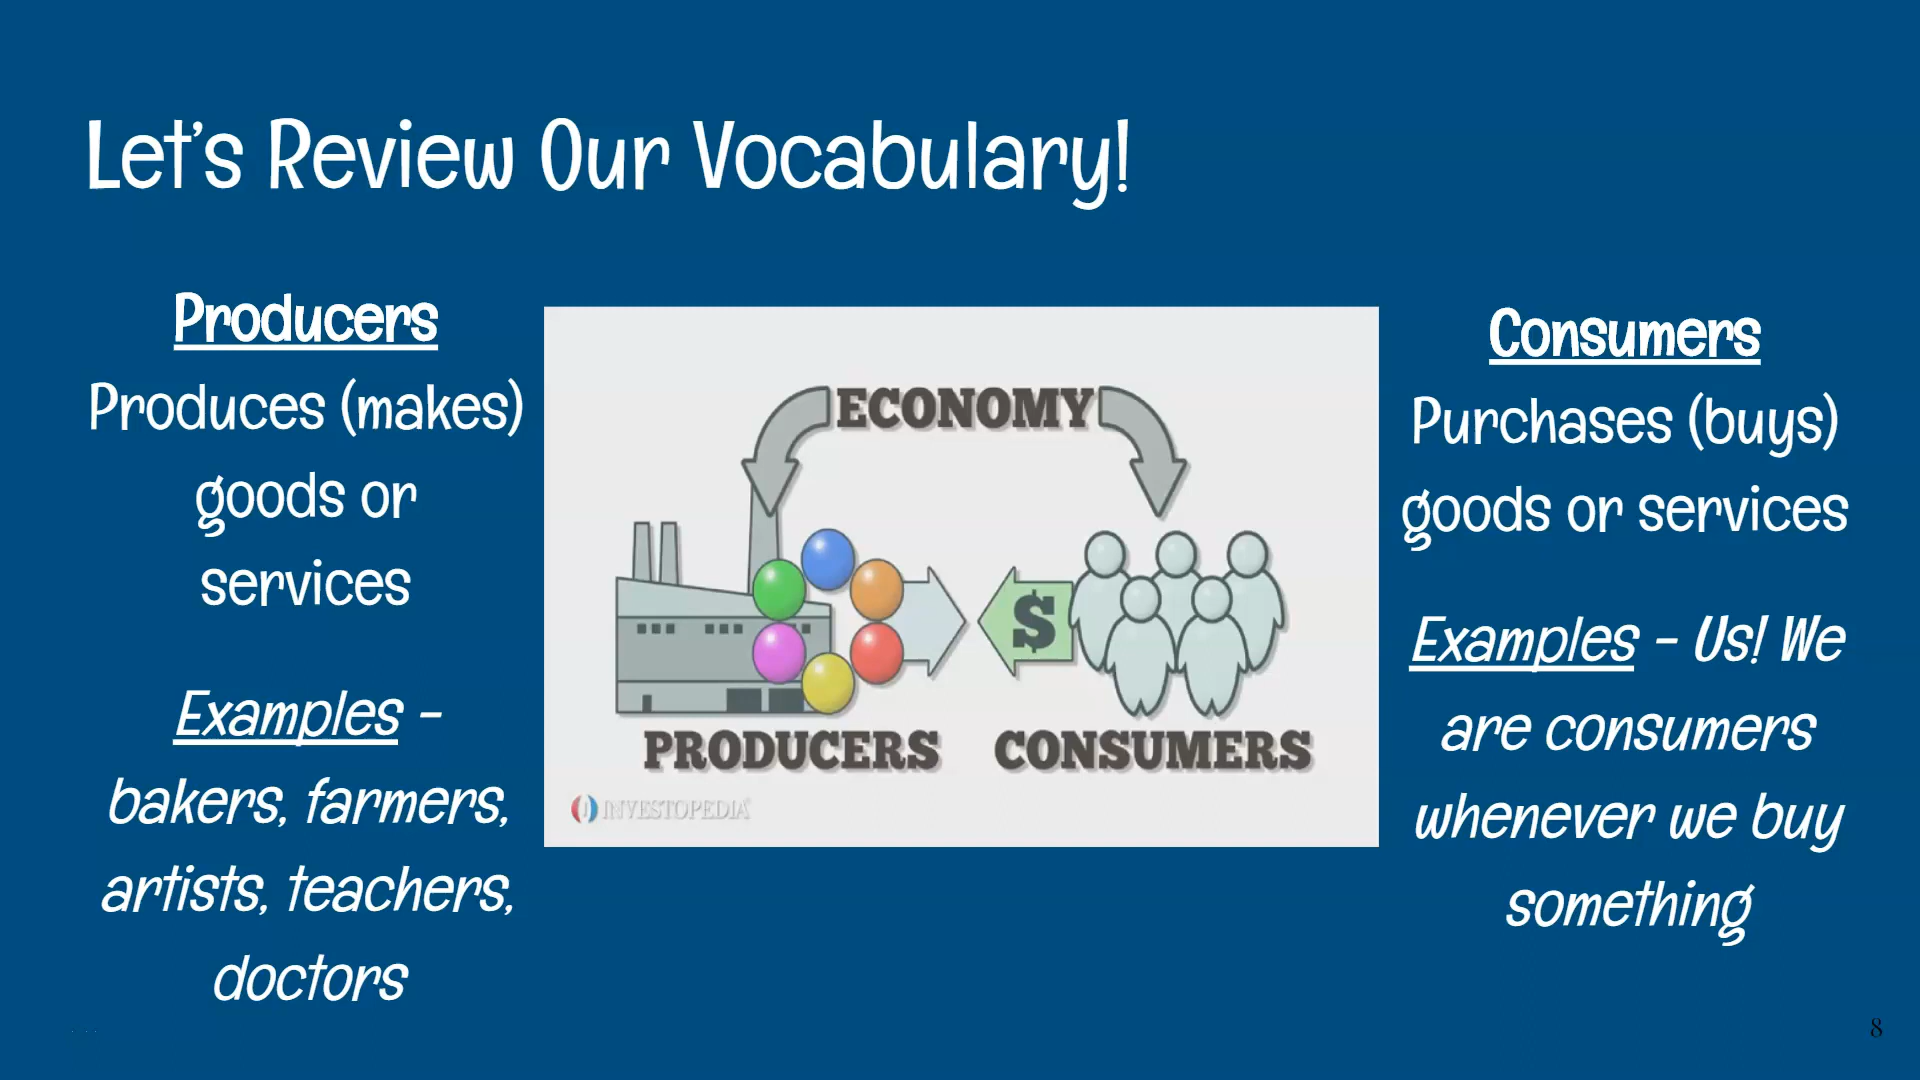 Let's Review Our Vocabulary!
Producers
Produces (makes)
goods or
services
Examples -
bakers, farmers,
artists, teachers,
doctors
ECONOMY
$
PRODUCERS
CONSUMERS
INVESTOPEDIA
Consumers
Purchases (buys)
goods or services
Examples - Us! We
are consumers
whenever we buy
something
8